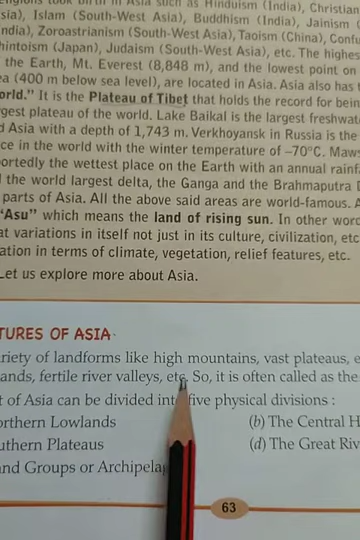 took birth in Asia such as Hinduism (India), Christian
Islam (South-West Asia), Buddhism (India), Jainism
Zoroastrianism (South-West Asia), Taoism (China), Confu
(Japan), Judaism (South-West Asia), etc. The highest
the Earth, Mt. Everest (8,848 m), and the lowest point on
(400 m below sea level), are located in Asia. Asia also has t
orld." It is the Plateau of Tibet that holds the record for bein
gest plateau of the world. Lake Baikal is the largest freshwat
d Asia with a depth of 1,743 m. Verkhoyansk in Russia is the
ce in the world with the winter temperature of –70°C. Maws
portedly the wettest place on the Earth with an annual rainfa
the world largest delta, the Ganga and the Brahmaputra D
parts of Asia. All the above said areas are world-famous. A
"Asu" which means the land of rising sun. In other word
at variations in itself not just in its culture, civilization, etc
ation in terms of climate, vegetation, relief features, etc.
Let us explore more about Asia.
TURES OF ASIA
riety of landforms like high mountains, vast plateaus, e
ands, fertile river valleys, etc. So, it is often called as the
t of Asia can be divided into five physical divisions :
orthern Lowlands (b) The Central H
uthern Plateaus (d) The Great Riv
and Groups or Archipelag
63